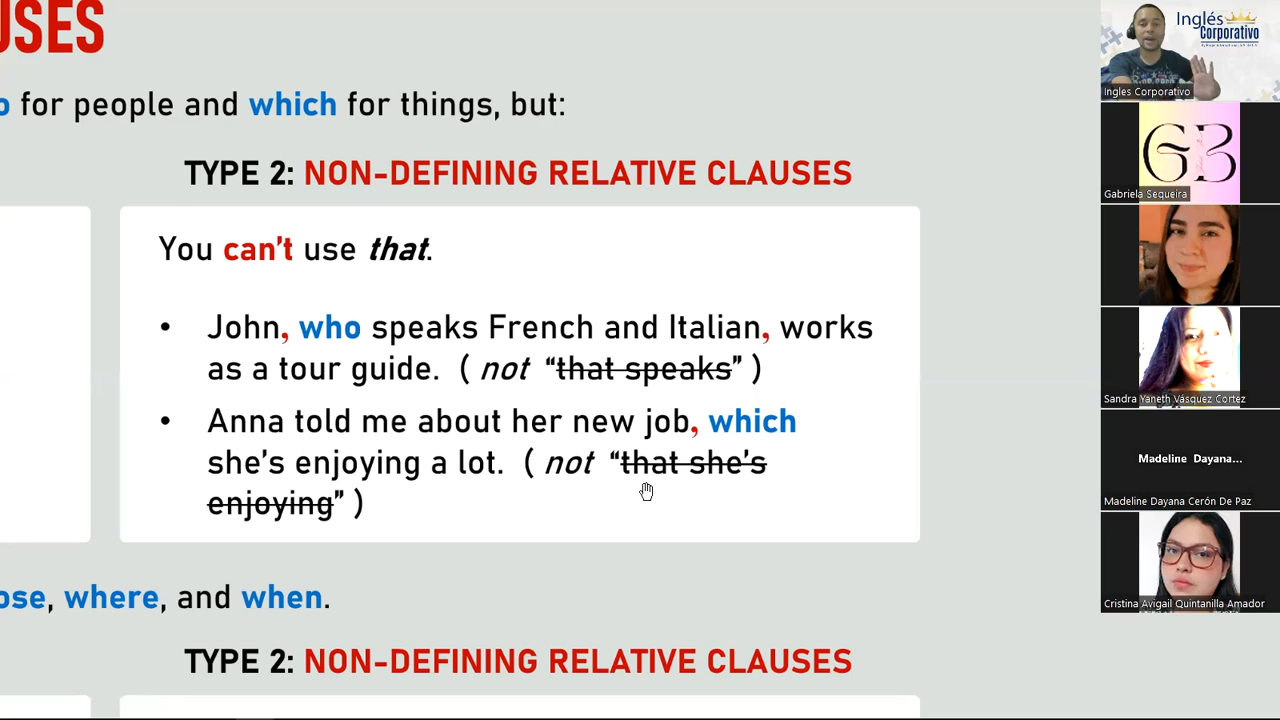 USES
o for people and which for things, but:
TYPE 2: NON-DEFINING RELATIVE CLAUSES
You can't use that.
• John, who speaks French and Italian, works
as a tour guide. ( not “that speaks” )
• Anna told me about her new job, which
she's enjoying a lot. ( not “that she's
enjoying” )
ose, where, and when.
TYPE 2: NON-DEFINING RELATIVE CLAUSES
Inglés
Corporativo
Ingles Corporativo
GB
Gabriela Sequeira
Sandra Yaneth Vásquez Cortez
Madeline Dayana...
Madeline Dayana Cerón De Paz
Cristina Avigail Quintanilla Amador